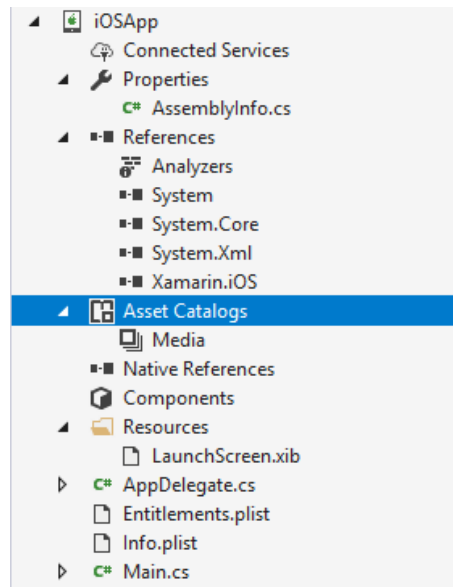 iOSApp
Connected Services
Properties
C# AssemblyInfo.cs
References
Analyzers
System
System.Core
System.Xml
Xamarin.iOS
Asset Catalogs
Media
Native References
Components
Resources
LaunchScreen.xib
C# AppDelegate.cs
Entitlements.plist
Info.plist
C# Main.cs